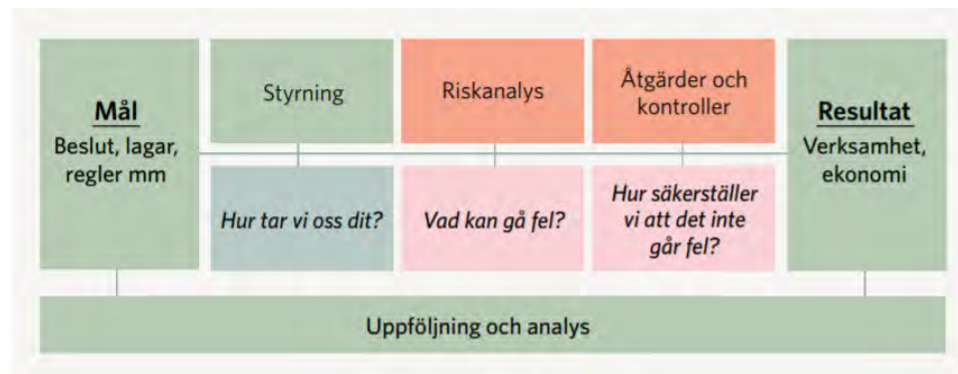 Mål
Beslut, lagar,
regler mm
Styrning
Hur tar vi oss dit?
Riskanalys
Vad kan gå fel?
Åtgärder och
kontroller
Hur säkerställer
vi att det inte
går fel?
Resultat
Verksamhet,
ekonomi
Uppföljning och analys